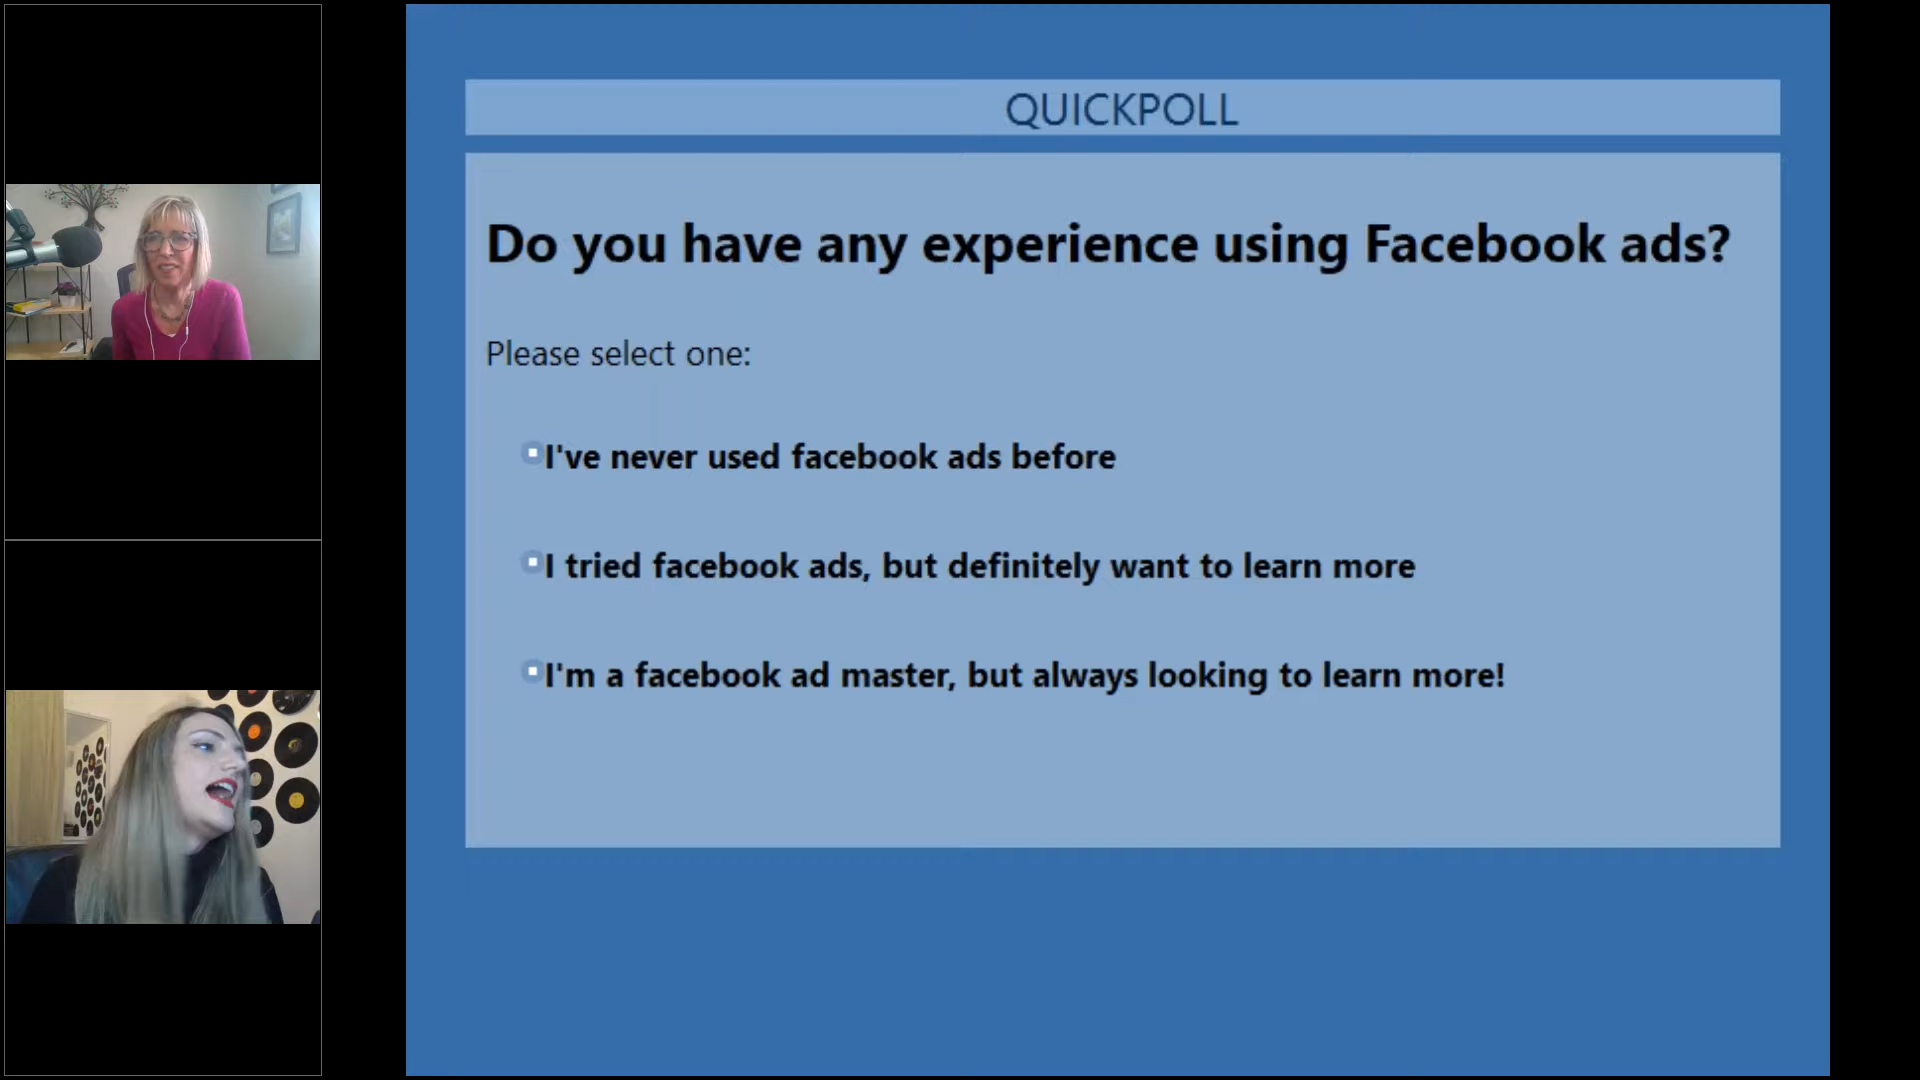 QUICKPOLL
Do you have any experience using Facebook ads?
Please select one:
I've never used facebook ads before
I tried facebook ads, but definitely want to learn more
I'm a facebook ad master, but always looking to learn more!